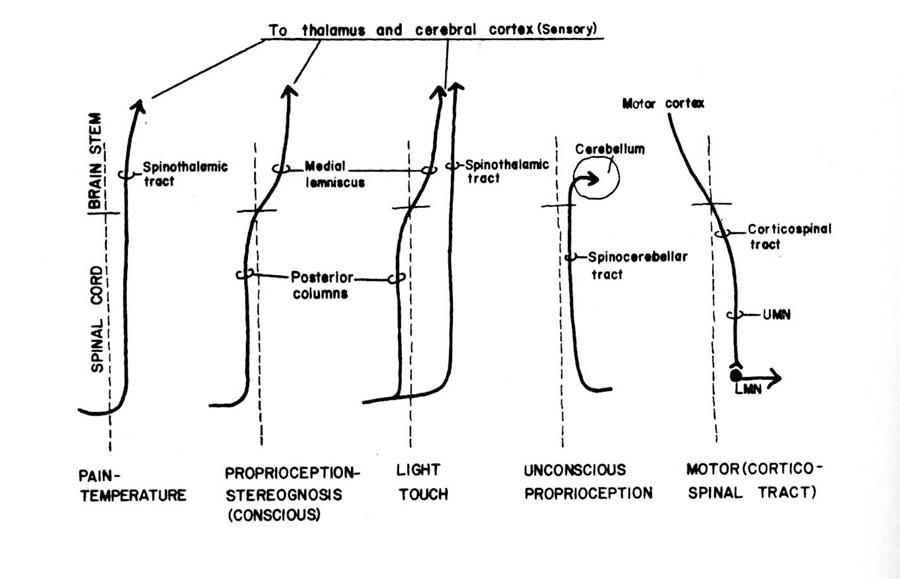 To thalamus and cerebral cortex (Sensory)
Motor cortex
BRAIN STEM
SPINAL CORD
Spinothalamic
tract
Medial
lemniscus
Spinothalamic
tract
Cerebellum
Corticospinal
tract
Posterior
columns
Spinocerebellar
tract
UMN
LMN
PAIN-
TEMPERATURE
PROPRIOCEPTION-
STEREOGNOSIS
(CONSCIOUS)
LIGHT
TOUCH
UNCONSCIOUS
PROPRIOCEPTION
MOTOR (CORTICO-
SPINAL TRACT)